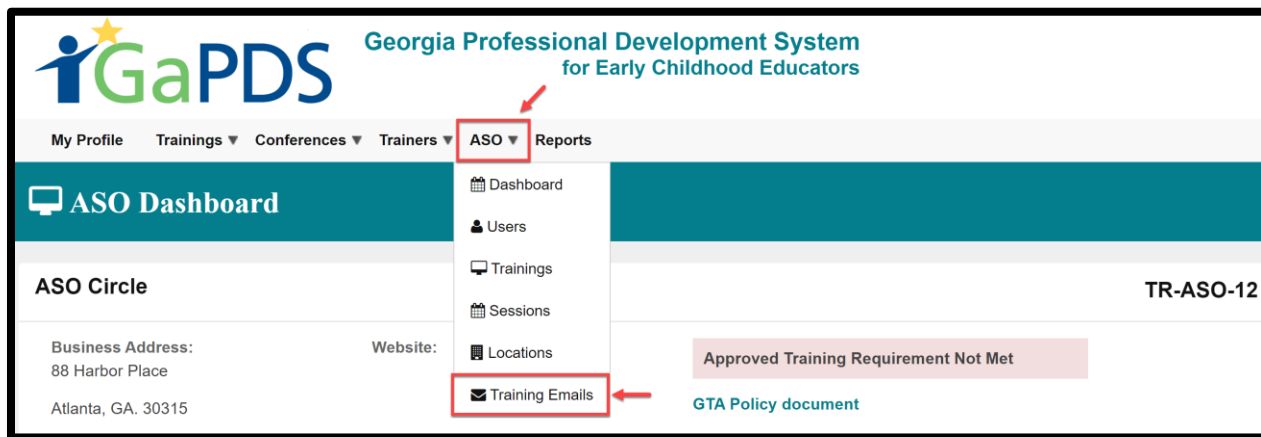 GaPDS
Georgia Professional Development System
for Early Childhood Educators
My Profile Trainings Conferences Trainers ASO Reports
ASO Dashboard
Dashboard
Users
Trainings
Sessions
Locations
Training Emails
ASO Circle
TR-ASO-12
Business Address:
88 Harbor Place
Atlanta, GA. 30315
Website:
Approved Training Requirement Not Met
GTA Policy document